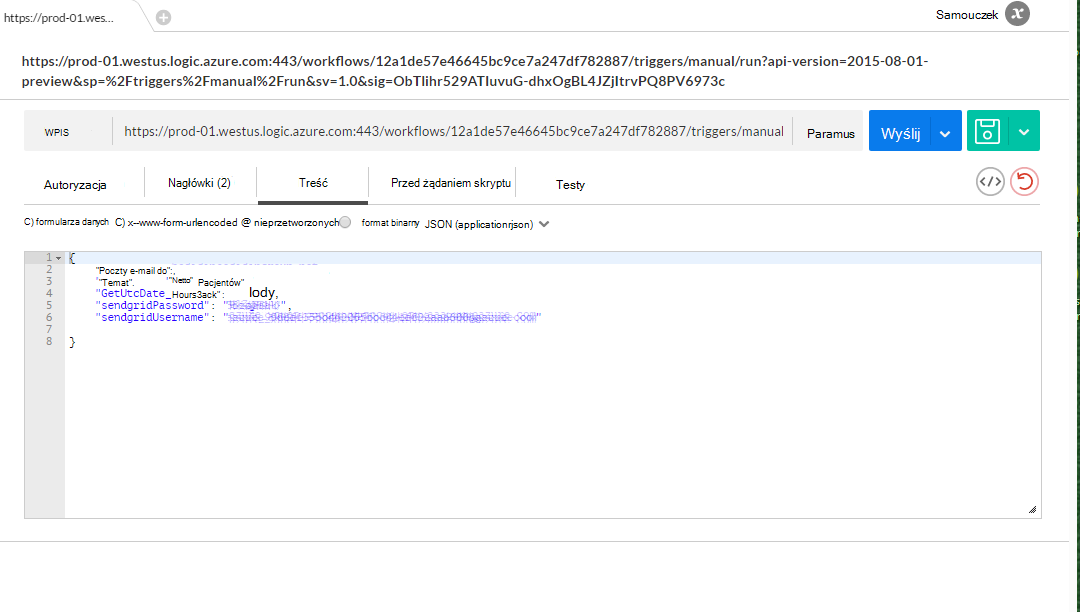 https://prod-01.wes...
Samouczek
https://prod-01.westus.logic.azure.com:443/workflows/12a1de57e46645bc9ce7a247df782887/triggers/manual/run?api-version=2015-08-01-
preview&sp=%2Ftriggers%2Fmanual%2Frun&sv=1.0&sig=ObTlihr529ATIuvuG-dhxOgBL4JZjItrvPQ8PV6973c
WPIS https://prod-01.westus.logic.azure.com:443/workflows/12a1de57e46645bc9ce7a247df782887/triggers/manual Paramus Wyślij
Autoryzacja Nagłówki (2) Treść Przed żądaniem skryptu Testy
C) formularza danych C) x--www-form-urlencoded @ nieprzetworzonych format binarny JSON (applicationrjson)
1 {
2 "Poczty e-mail do":,
3 "Temat". '"Netto" Pacjentów"
4 "GetUtcDate_Hours3ack": lody,
5 "sendgridPassword": " ",
6 "sendgridUsername": " "
7
8 }